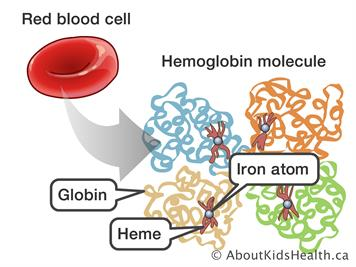 Red blood cell
Hemoglobin molecule
Iron atom
Globin
Heme
© AboutKidsHealth.ca